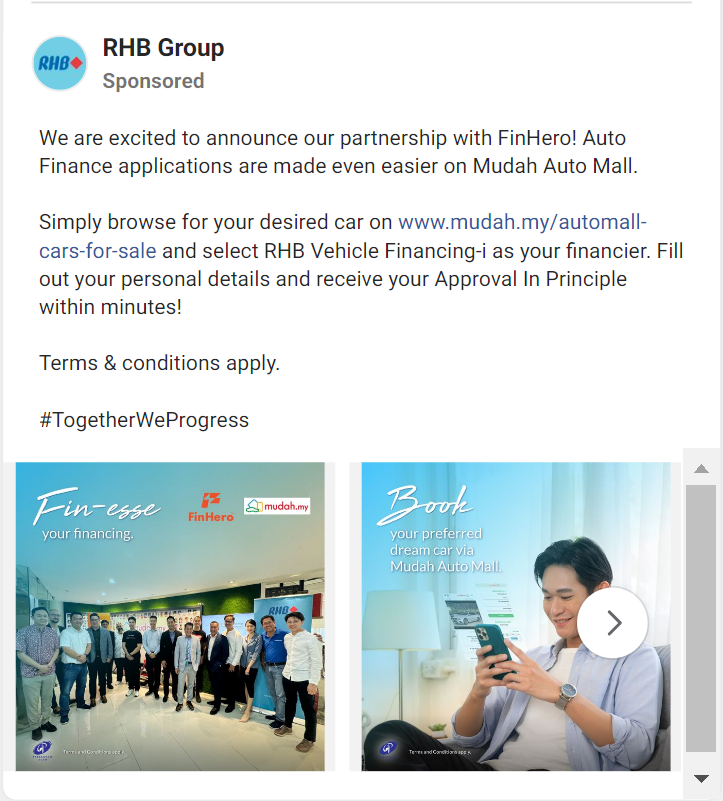 RHB
RHB Group
Sponsored
We are excited to announce our partnership with FinHero! Auto
Finance applications are made even easier on Mudah Auto Mall.
Simply browse for your desired car on www.mudah.my/automall-
cars-for-sale and select RHB Vehicle Financing-i as your financier. Fill
out your personal details and receive your Approval In Principle
within minutes!
Terms & conditions apply.
#TogetherWeProgress
Fin-esse
your financing.
FinHero
mudah.my
RHB
Terms and Conditions apply.
Book
your preferred
dream car via
Mudah Auto Mall.
Terms and Conditions apply.